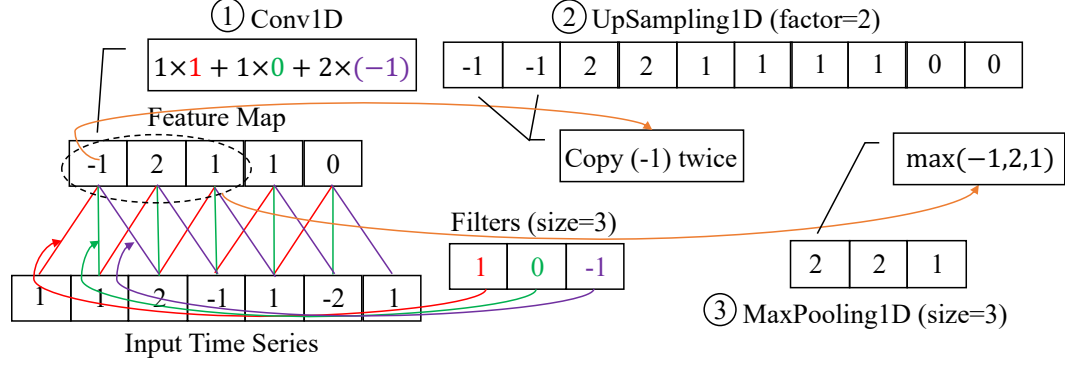 ① Conv1D
1×1 + 1×0 + 2×(−1)
② UpSampling1D (factor=2)
-1 -1 2 2 1 1 1 1 0 0
Feature Map
-1 2 1 1 0
Copy (-1) twice
max(−1,2,1)
Filters (size=3)
1 0 -1
2 2 1
③ MaxPooling1D (size=3)
1 1 2 -1 1 -2 1
Input Time Series